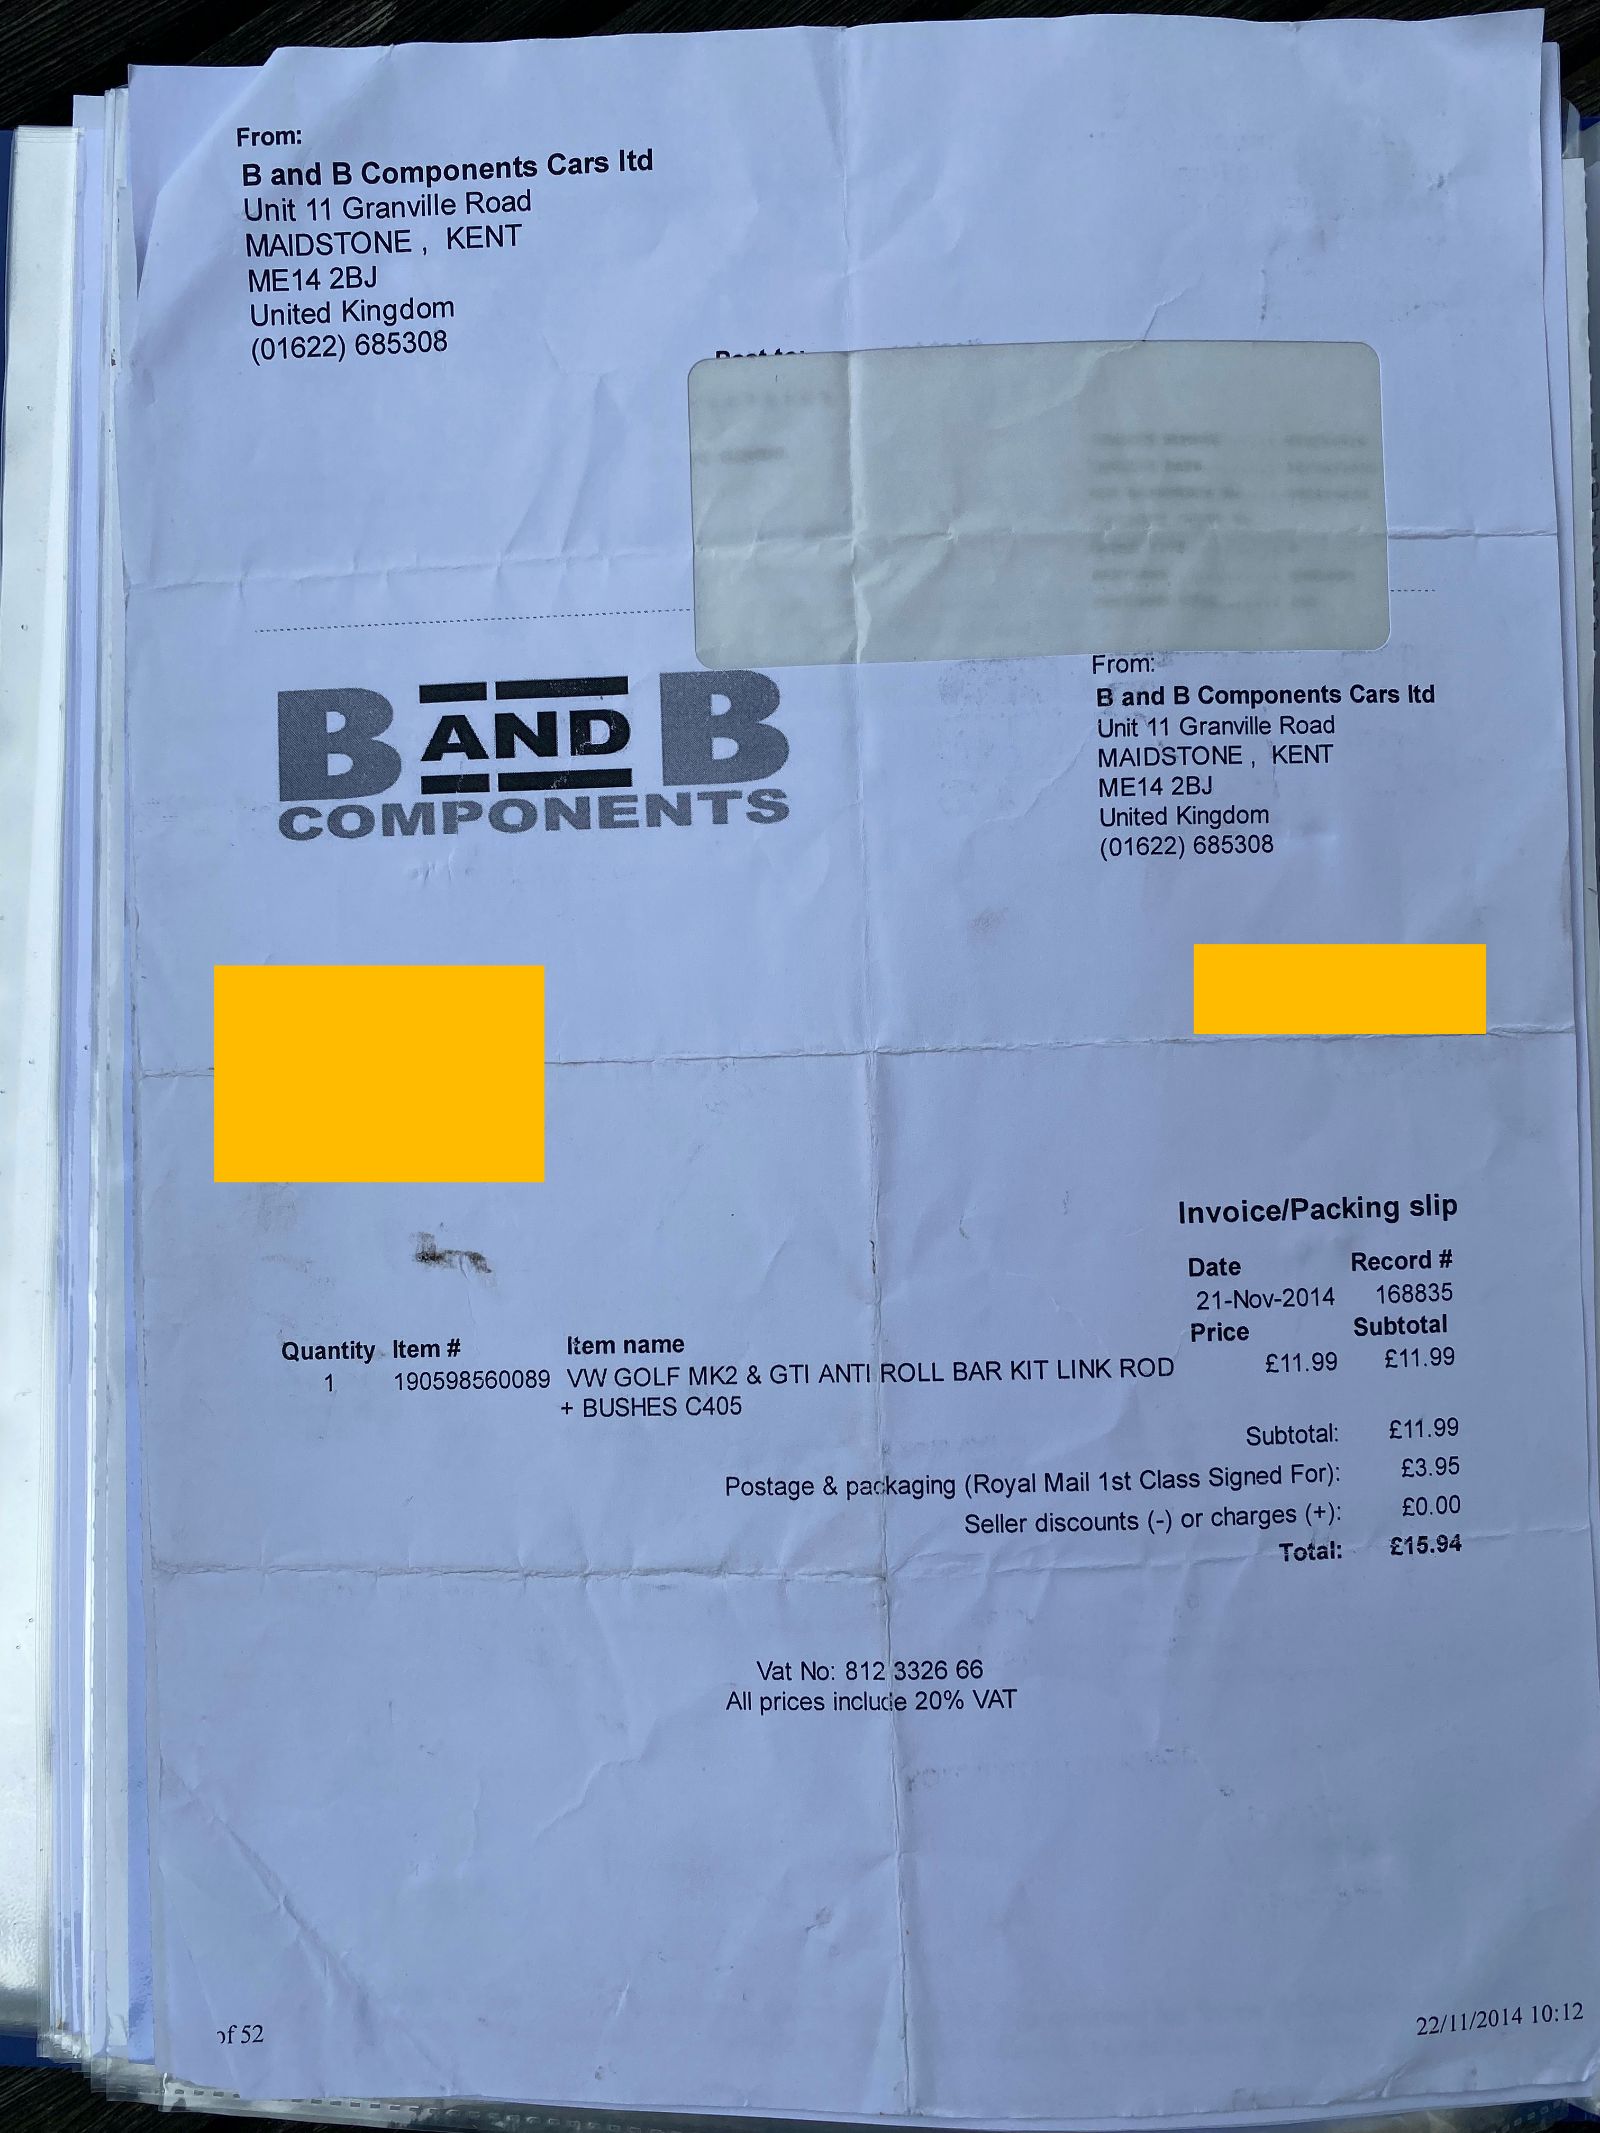 From:
B and B Components Cars ltd
Unit 11 Granville Road
MAIDSTONE , KENT
ME14 2BJ
United Kingdom
(01622) 685308
B AND B
COMPONENTS
From:
B and B Components Cars ltd
Unit 11 Granville Road
MAIDSTONE , KENT
ME14 2BJ
United Kingdom
(01622) 685308
Invoice/Packing slip
Date Record #
21-Nov-2014 168835
Quantity Item # Item name Price Subtotal
1 190598560089 VW GOLF MK2 & GTI ANTI ROLL BAR KIT LINK ROD £11.99 £11.99
+ BUSHES C405
Subtotal: £11.99
Postage & packaging (Royal Mail 1st Class Signed For): £3.95
Seller discounts (-) or charges (+): £0.00
Total: £15.94
Vat No: 812 3326 66
All prices include 20% VAT
of 52
22/11/2014 10:12